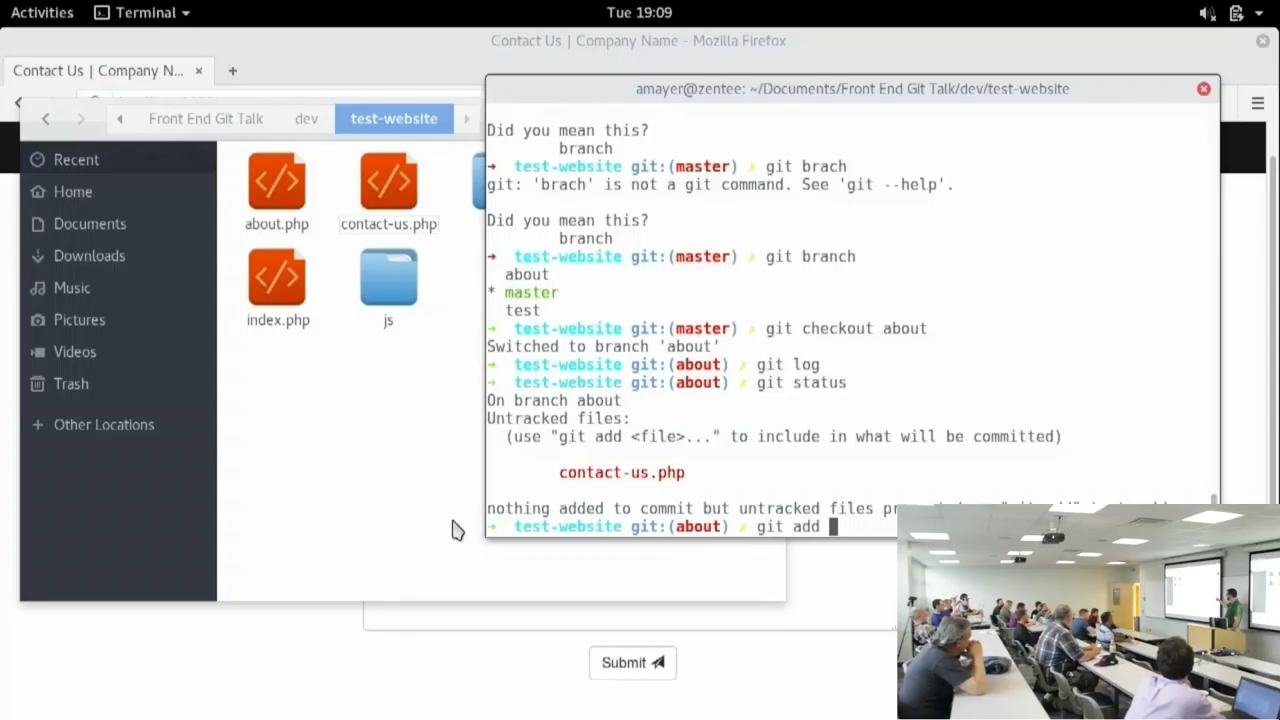 Activities Terminal Tue 19:09
Contact Us | Company Name - Mozilla Firefox
Contact Us | Company N... × +
amayer@zentee: ~/Documents/Front End Git Talk/dev/test-website
Front End Git Talk dev test-website
Recent
Home
Documents
Downloads
Music
Pictures
Videos
Trash
+ Other Locations
about.php
contact-us.php
index.php
js
Did you mean this?
branch
➜ test-website git:(master) ✗ git brach
git: 'brach' is not a git command. See 'git --help'.
Did you mean this?
branch
➜ test-website git:(master) ✗ git branch
about
* master
test
➜ test-website git:(master) ✗ git checkout about
Switched to branch 'about'
➜ test-website git:(about) ✗ git log
➜ test-website git:(about) ✗ git status
On branch about
Untracked files:
(use "git add <file>..." to include in what will be committed)
contact-us.php
nothing added to commit but untracked files
➜ test-website git:(about) ✗ git add
Submit